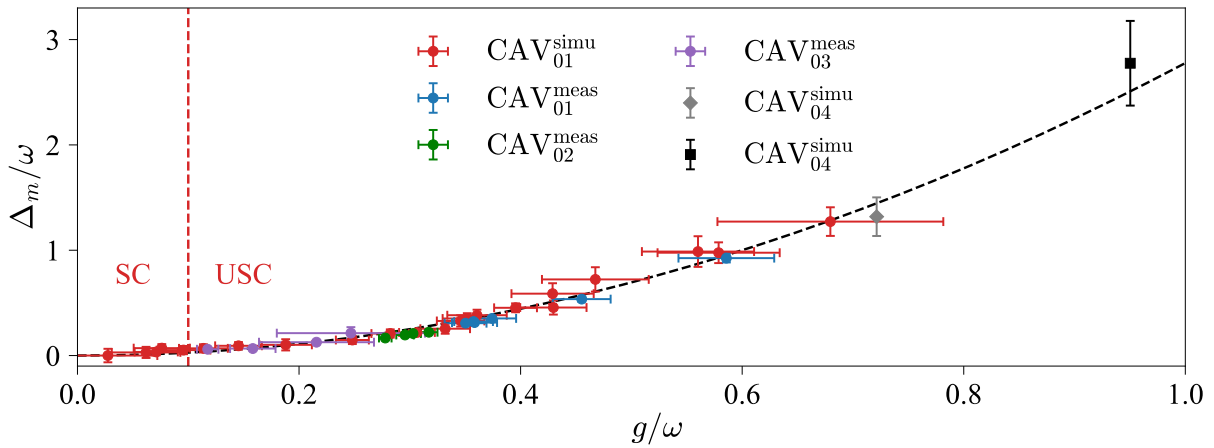 CAV₀₁ˢⁱᵐᵘ
CAV₀₁ᵐᵉᵃˢ
CAV₀₂ᵐᵉᵃˢ
CAV₀₃ᵐᵉᵃˢ
CAV₀₄ˢⁱᵐᵘ
CAV₀₄ˢⁱᵐᵘ
SC
USC
Δₘ/ω
3
2
1
0
0.0 0.2 0.4 0.6 0.8 1.0
g/ω